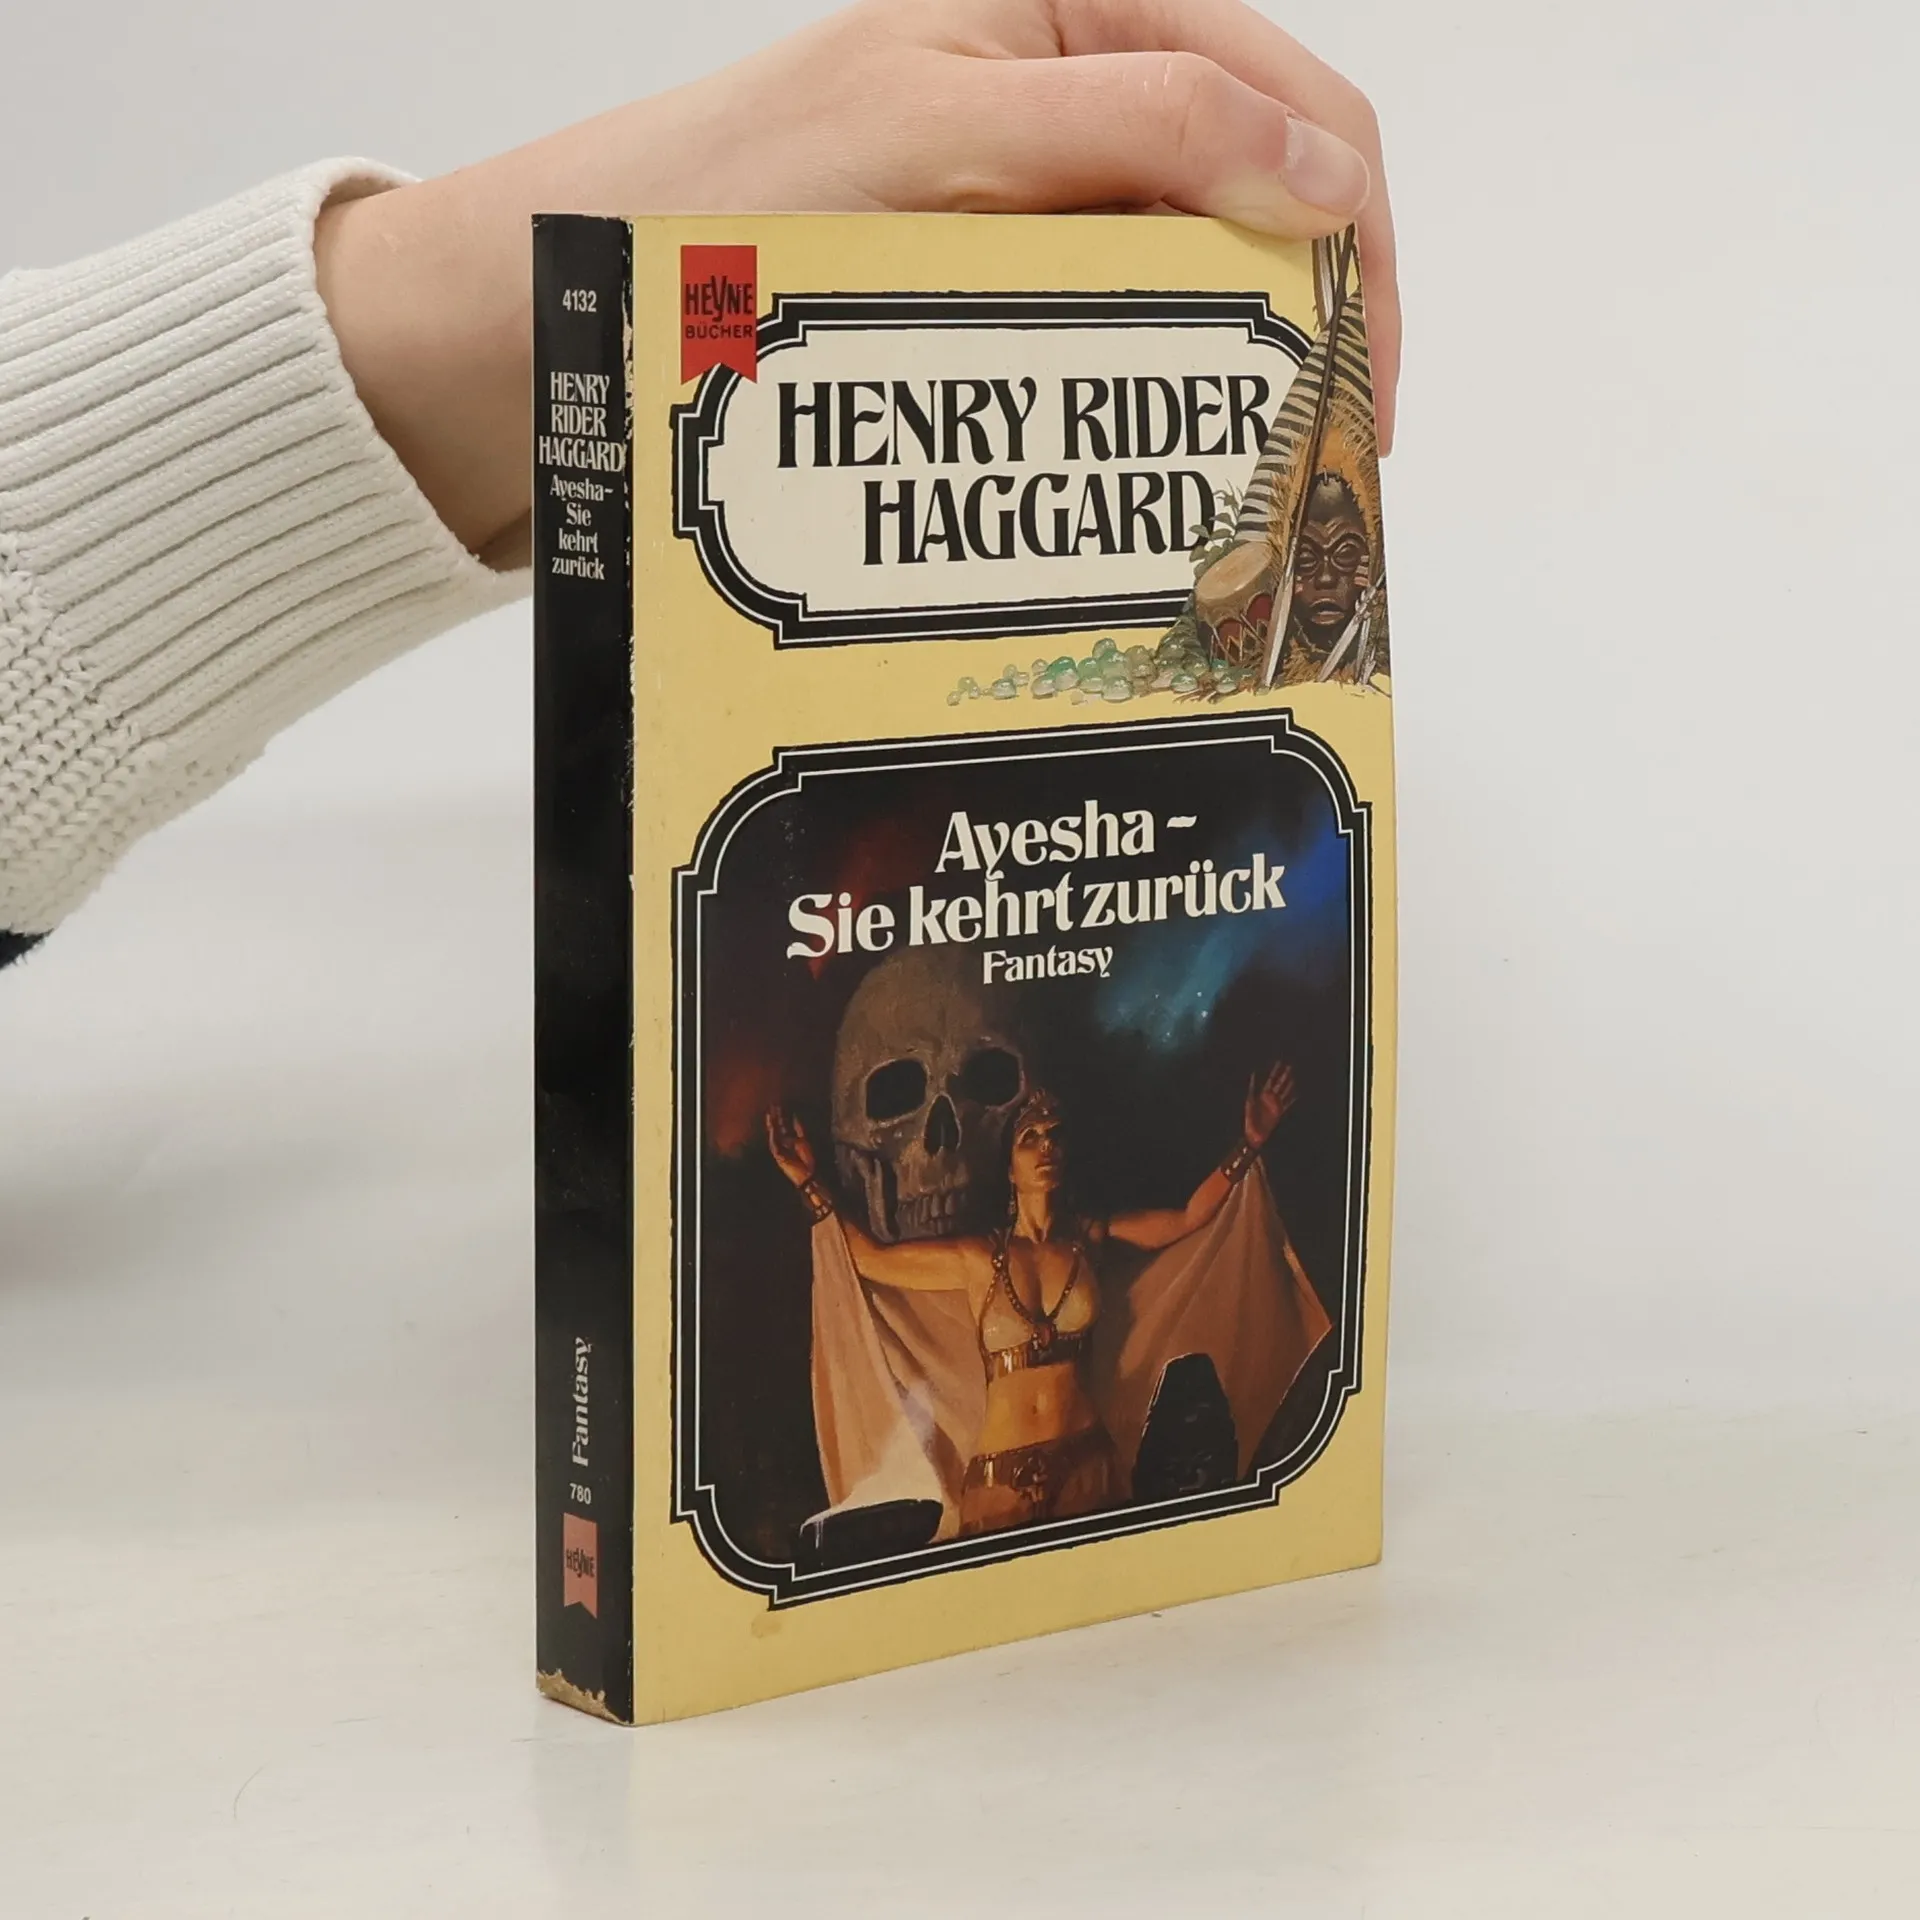 4132
HENRY
RIDER
HAGGARD
Ayesha~
Sie
kehrt
zurück
Fantasy
780
HEYNE
HEYNE
BÜCHER
HENRY RIDER
HAGGARD
Ayesha ~
Sie kehrt zurück
Fantasy